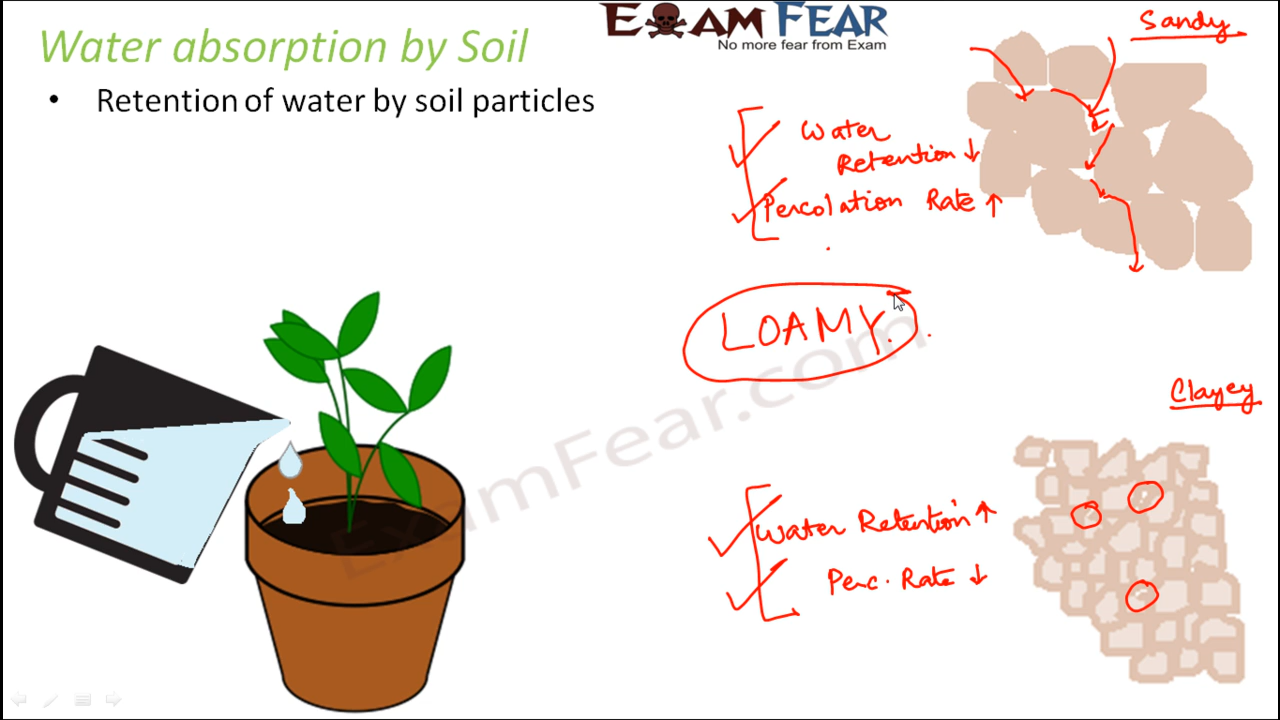 Water absorption by Soil
• Retention of water by soil particles
EXAM FEAR
No more fear from Exam
Sandy
Water
Retention ↓
Percolation Rate ↑
LOAMY
Clayey
Water Retention ↑
Perc. Rate ↓
ExamFear.com